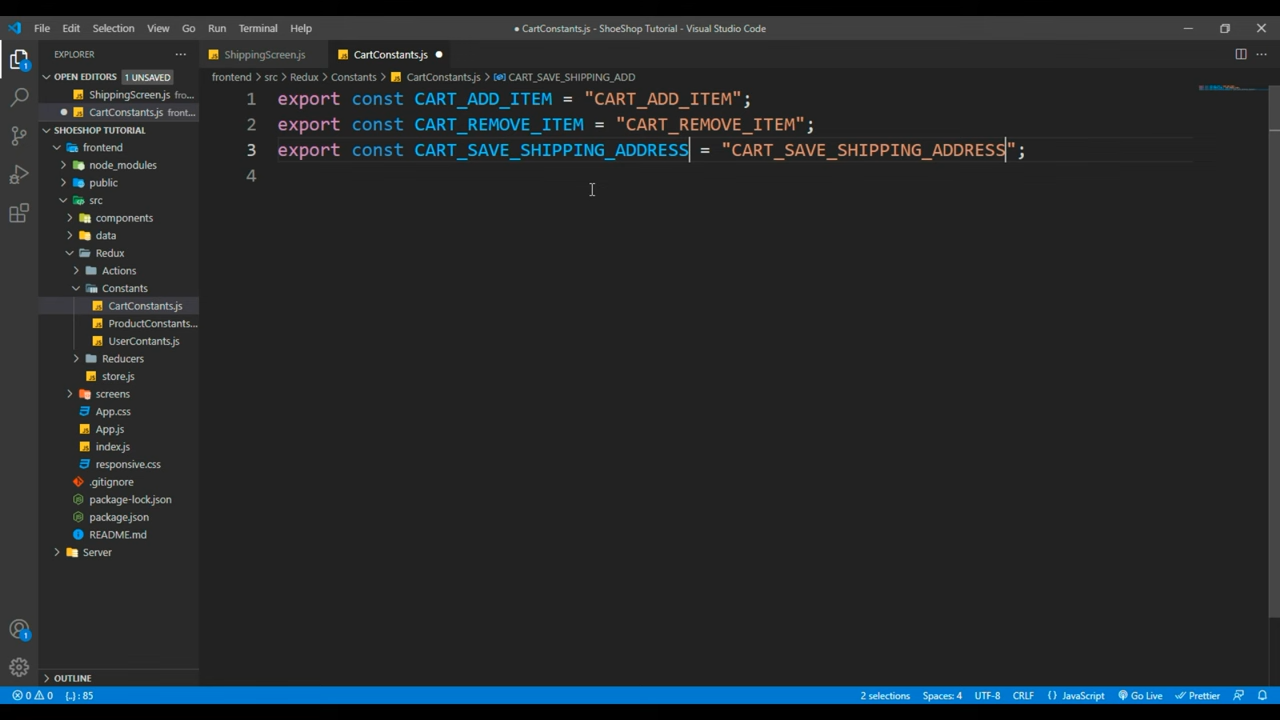 File Edit Selection View Go Run Terminal Help
● CartConstants.js - ShoeShop Tutorial - Visual Studio Code
EXPLORER ...
ShippingScreen.js
CartConstants.js ●
OPEN EDITORS 1 UNSAVED
ShippingScreen.js fro...
CartConstants.js front...
SHOESHOP TUTORIAL
frontend
node_modules
public
src
components
data
Redux
Actions
Constants
CartConstants.js
ProductConstants...
UserContants.js
Reducers
store.js
screens
App.css
App.js
index.js
responsive.css
.gitignore
package-lock.json
package.json
README.md
Server
OUTLINE
frontend > src > Redux > Constants > CartConstants.js > CART_SAVE_SHIPPING_ADD
1 export const CART_ADD_ITEM = "CART_ADD_ITEM";
2 export const CART_REMOVE_ITEM = "CART_REMOVE_ITEM";
3 export const CART_SAVE_SHIPPING_ADDRESS = "CART_SAVE_SHIPPING_ADDRESS";
4
1
1
0 0 {..} : 85
2 selections Spaces: 4 UTF-8 CRLF {} JavaScript Go Live Prettier